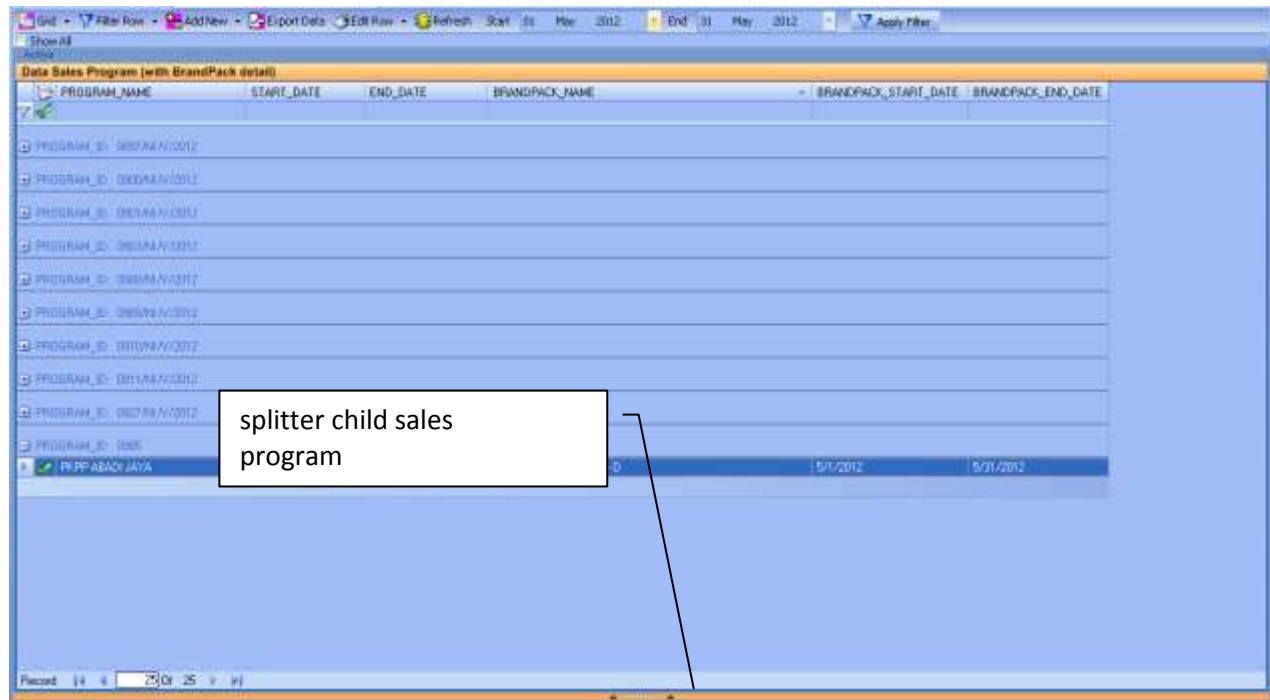 Grid Filter Row Add New Export Data Edit Row Refresh Start 01 May 2012 End 31 May 2012 Apply Filter
Show All
Data Sales Program (with BrandPack detail)
PROGRAM_NAME START_DATE END_DATE BRANDPACK_NAME BRANDPACK_START_DATE BRANDPACK_END_DATE
PROGRAM_ID:
PROGRAM_ID:
PROGRAM_ID:
PROGRAM_ID:
PROGRAM_ID:
PROGRAM_ID:
PROGRAM_ID:
PROGRAM_ID:
PROGRAM_ID:
PROGRAM_ID:
PKPP ABADI JAYA -D 5/1/2012 5/31/2012
splitter child sales
program
Record 25 Of 25